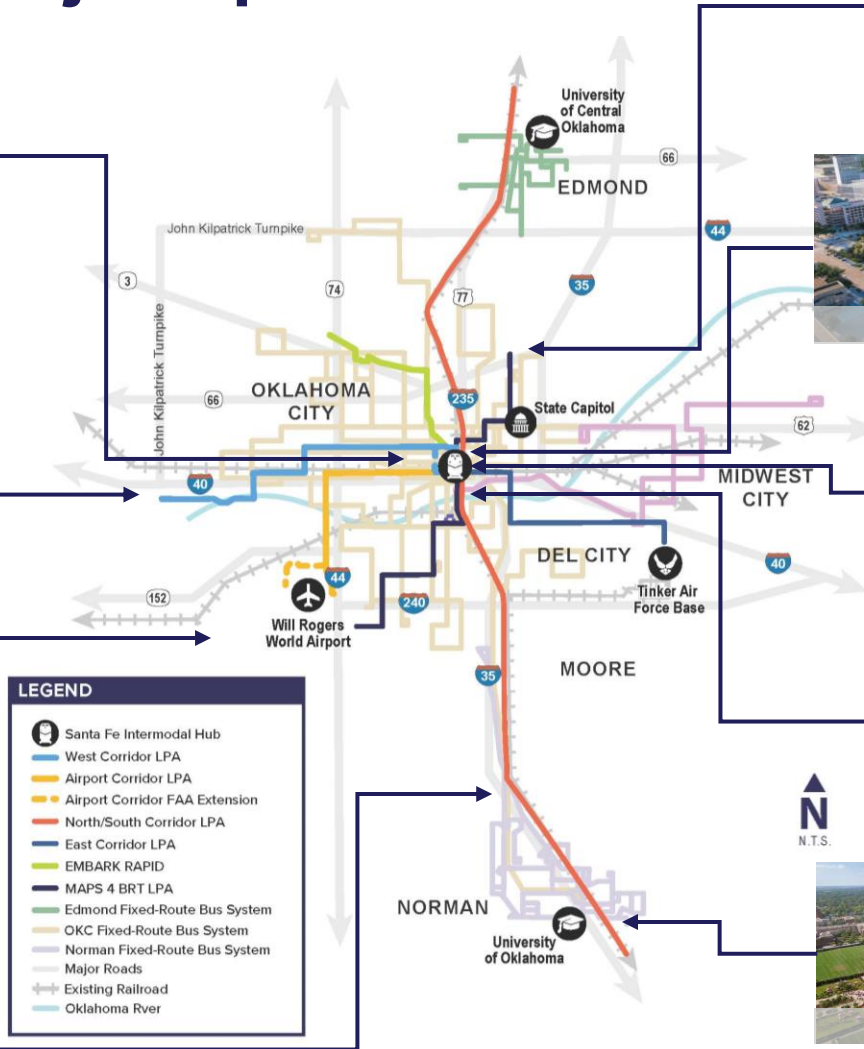 University
of Central
Oklahoma
66
EDMOND
John Kilpatrick Turnpike
44
3
74
35
77
John Kilpatrick Turnpike
66
OKLAHOMA
CITY
235
State Capitol
62
40
MIDWEST
CITY
DEL CITY
44
40
152
240
Tinker Air
Force Base
Will Rogers
World Airport
35
MOORE
LEGEND
Santa Fe Intermodal Hub
West Corridor LPA
Airport Corridor LPA
Airport Corridor FAA Extension
North/South Corridor LPA
East Corridor LPA
EMBARK RAPID
MAPS 4 BRT LPA
Edmond Fixed-Route Bus System
OKC Fixed-Route Bus System
Norman Fixed-Route Bus System
Major Roads
Existing Railroad
Oklahoma Rver
N
N.T.S.
NORMAN
University
of Oklahoma